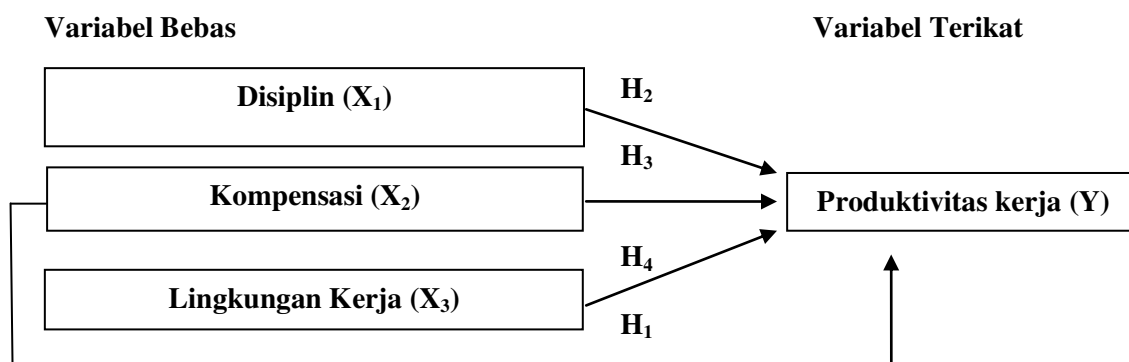 Variabel Bebas
Variabel Terikat
Disiplin (X₁)
H₂
H₃
Kompensasi (X₂)
Produktivitas kerja (Y)
H₄
Lingkungan Kerja (X₃)
H₁